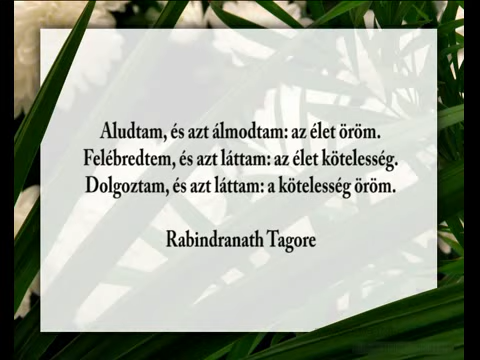 Aludtam, és azt álmodtam: az élet öröm.
Felébredtem, és azt láttam: az élet kötelesség.
Dolgoztam, és azt láttam: a kötelesség öröm.
Rabindranath Tagore